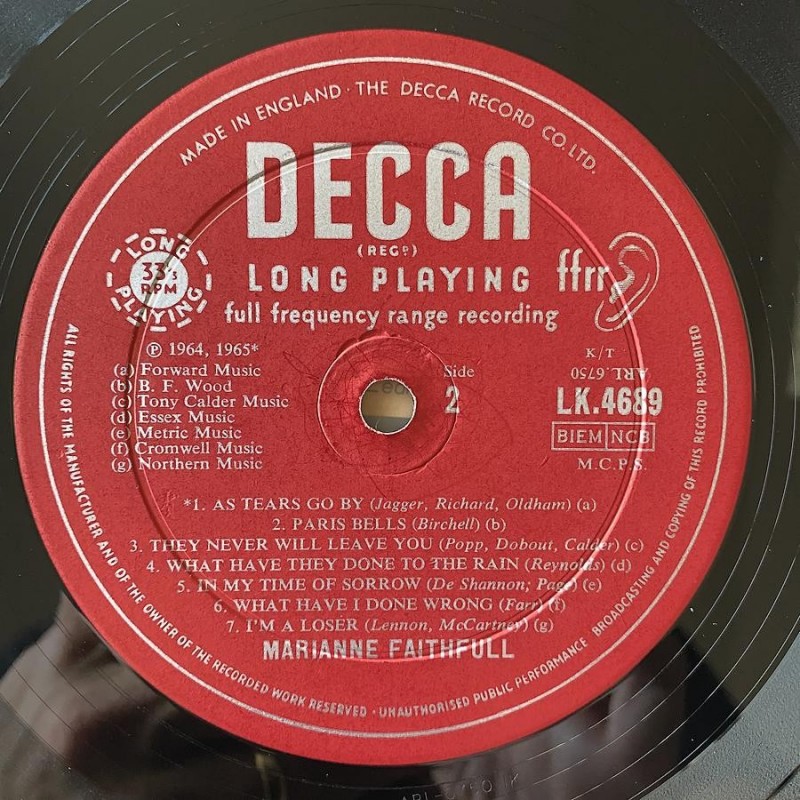 MADE IN ENGLAND · THE DECCA RECORD CO. LTD.
DECCA
(REGD)
LONG PLAYING
33⅓
RPM
LONG PLAYING ffrr
full frequency range recording
℗ 1964, 1965*
(a) Forward Music
(b) B. F. Wood
(c) Tony Calder Music
(d) Essex Music
(e) Metric Music
(f) Cromwell Music
(g) Northern Music
Side
2
K/T
ARL.6750
LK.4689
BIEM NCB
M.C.P.S.
*1. AS TEARS GO BY (Jagger, Richard, Oldham) (a)
2. PARIS BELLS (Birchell) (b)
3. THEY NEVER WILL LEAVE YOU (Popp, Dobout, Calder) (c)
4. WHAT HAVE THEY DONE TO THE RAIN (Reynolds) (d)
5. IN MY TIME OF SORROW (De Shannon; Page) (e)
6. WHAT HAVE I DONE WRONG (Farr) (f)
7. I'M A LOSER (Lennon, McCartney) (g)
MARIANNE FAITHFULL
ALL RIGHTS OF THE MANUFACTURER AND OF THE OWNER OF THE RECORDED WORK RESERVED · UNAUTHORISED PUBLIC PERFORMANCE BROADCASTING AND COPYING OF THIS RECORD PROHIBITED